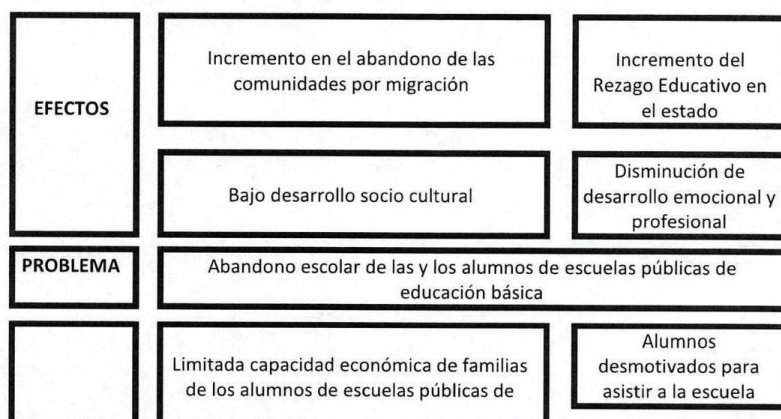 EFECTOS
Incremento en el abandono de las
comunidades por migración
Incremento del
Rezago Educativo en
el estado
Bajo desarrollo socio cultural
Disminución de
desarrollo emocional y
profesional
PROBLEMA
Abandono escolar de las y los alumnos de escuelas públicas de
educación básica
Limitada capacidad económica de familias
de los alumnos de escuelas públicas de
Alumnos
desmotivados para
asistir a la escuela